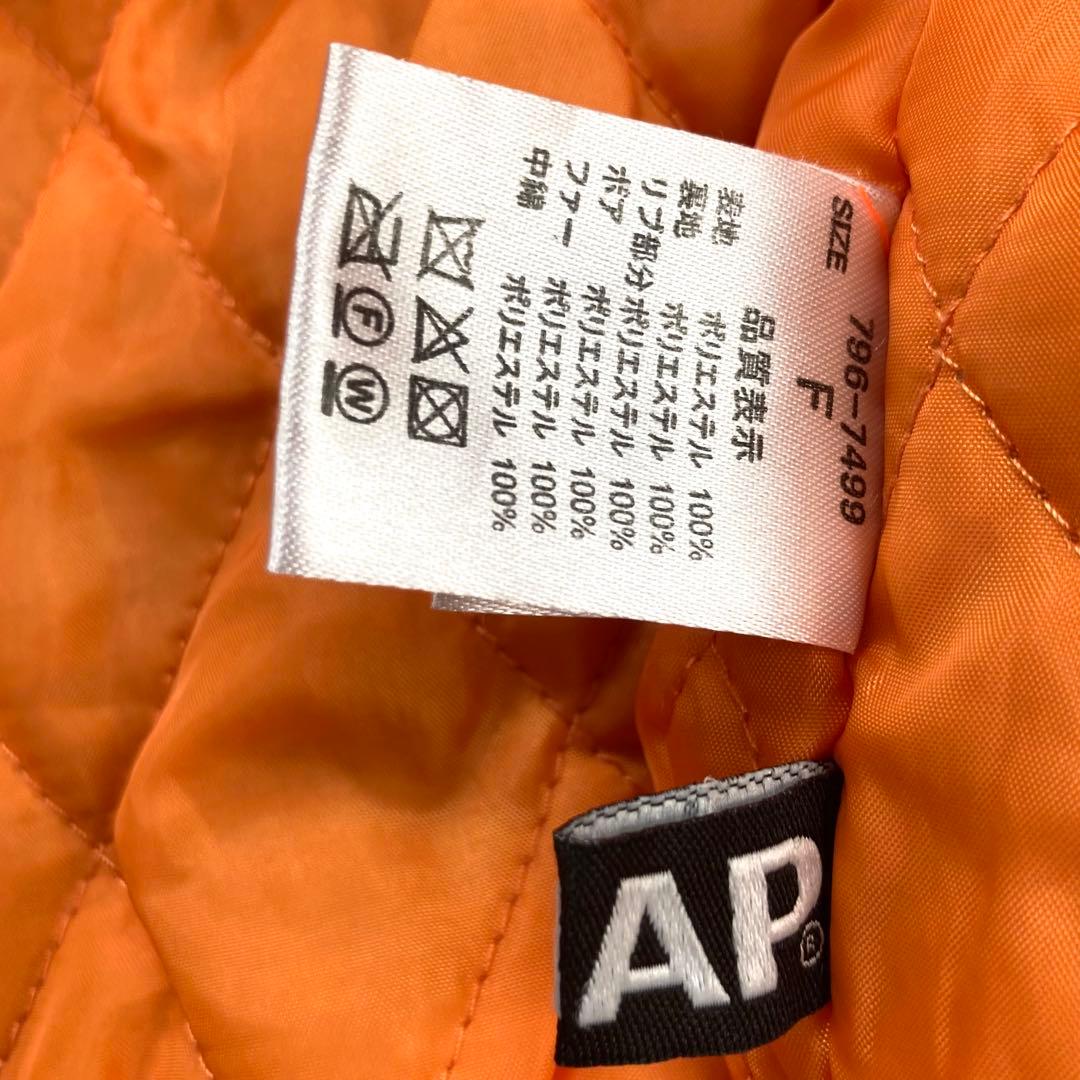 796-7499
SIZE F
品質表示
表地 ポリエステル 100%
裏地 ポリエステル 100%
リブ部分 ポリエステル 100%
ボア ポリエステル 100%
ファー ポリエステル 100%
中綿 ポリエステル 100%
F
W
AP®